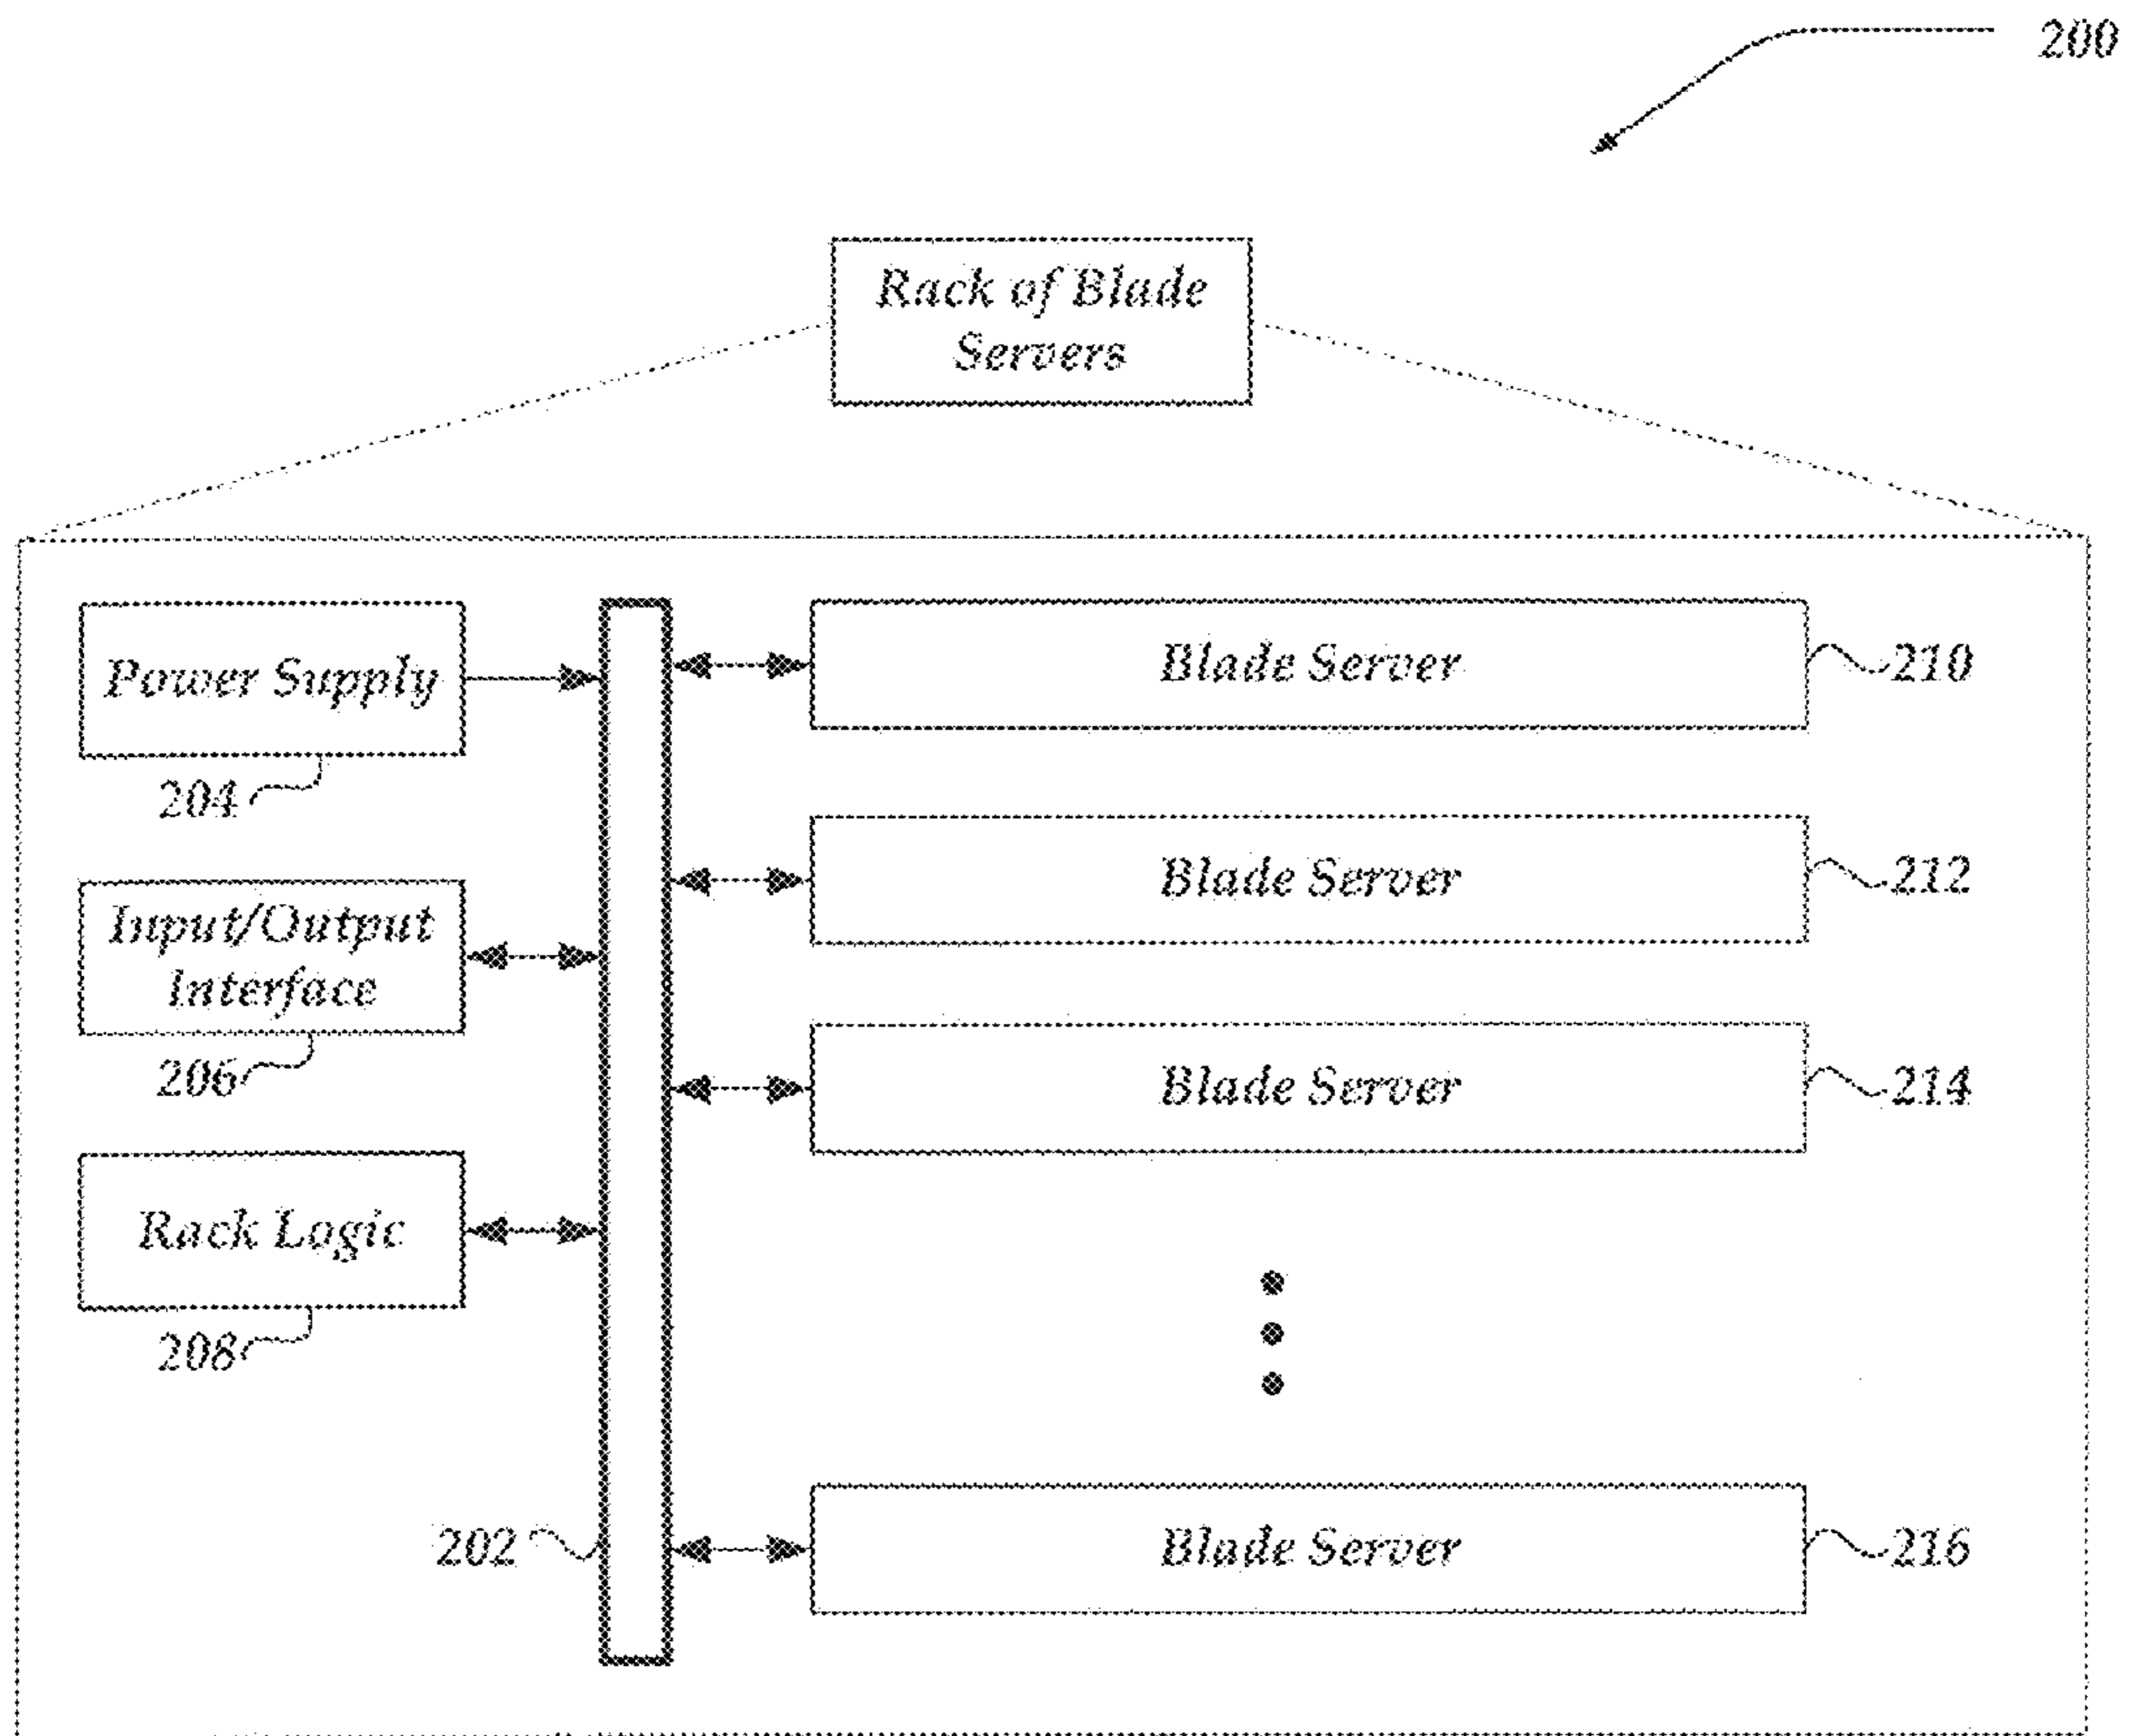 200
Rack of Blade
Servers
Power Supply
204
Input/Output
Interface
206
Rack Logic
208
202
Blade Server
210
Blade Server
212
Blade Server
214
Blade Server
216